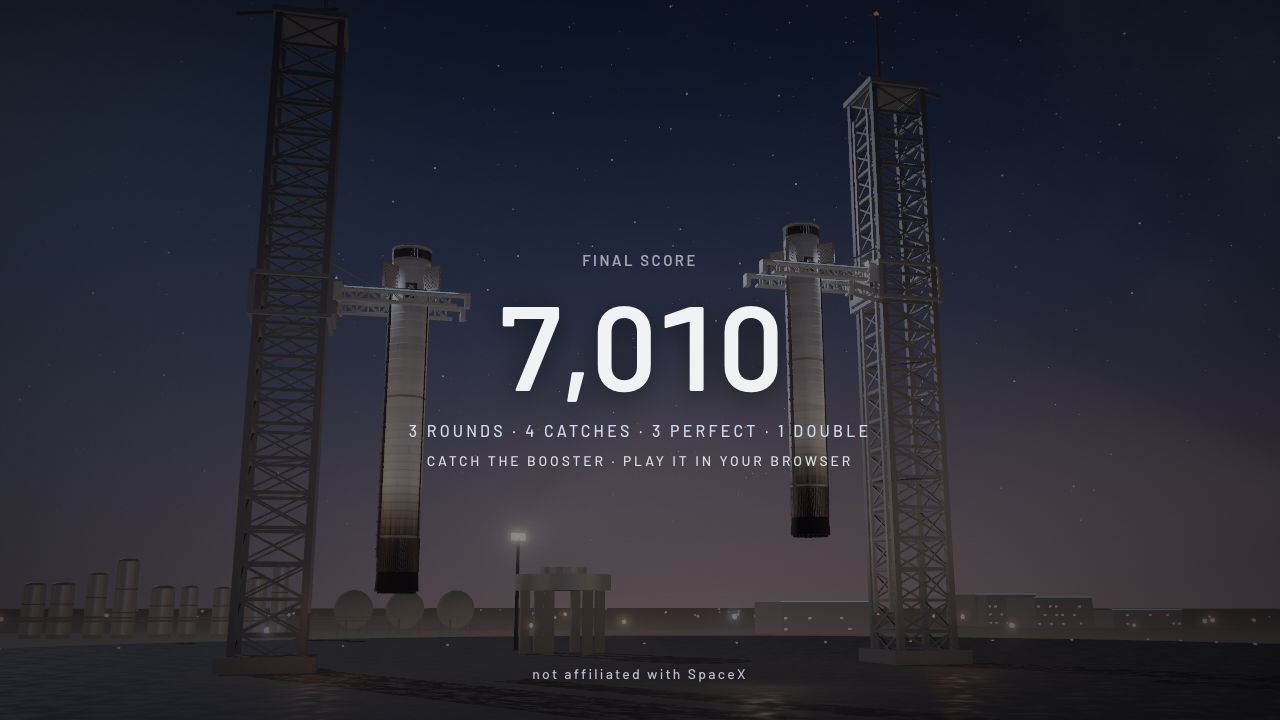 FINAL SCORE
7,010
3 ROUNDS · 4 CATCHES · 3 PERFECT · 1 DOUBLE
CATCH THE BOOSTER · PLAY IT IN YOUR BROWSER
not affiliated with SpaceX